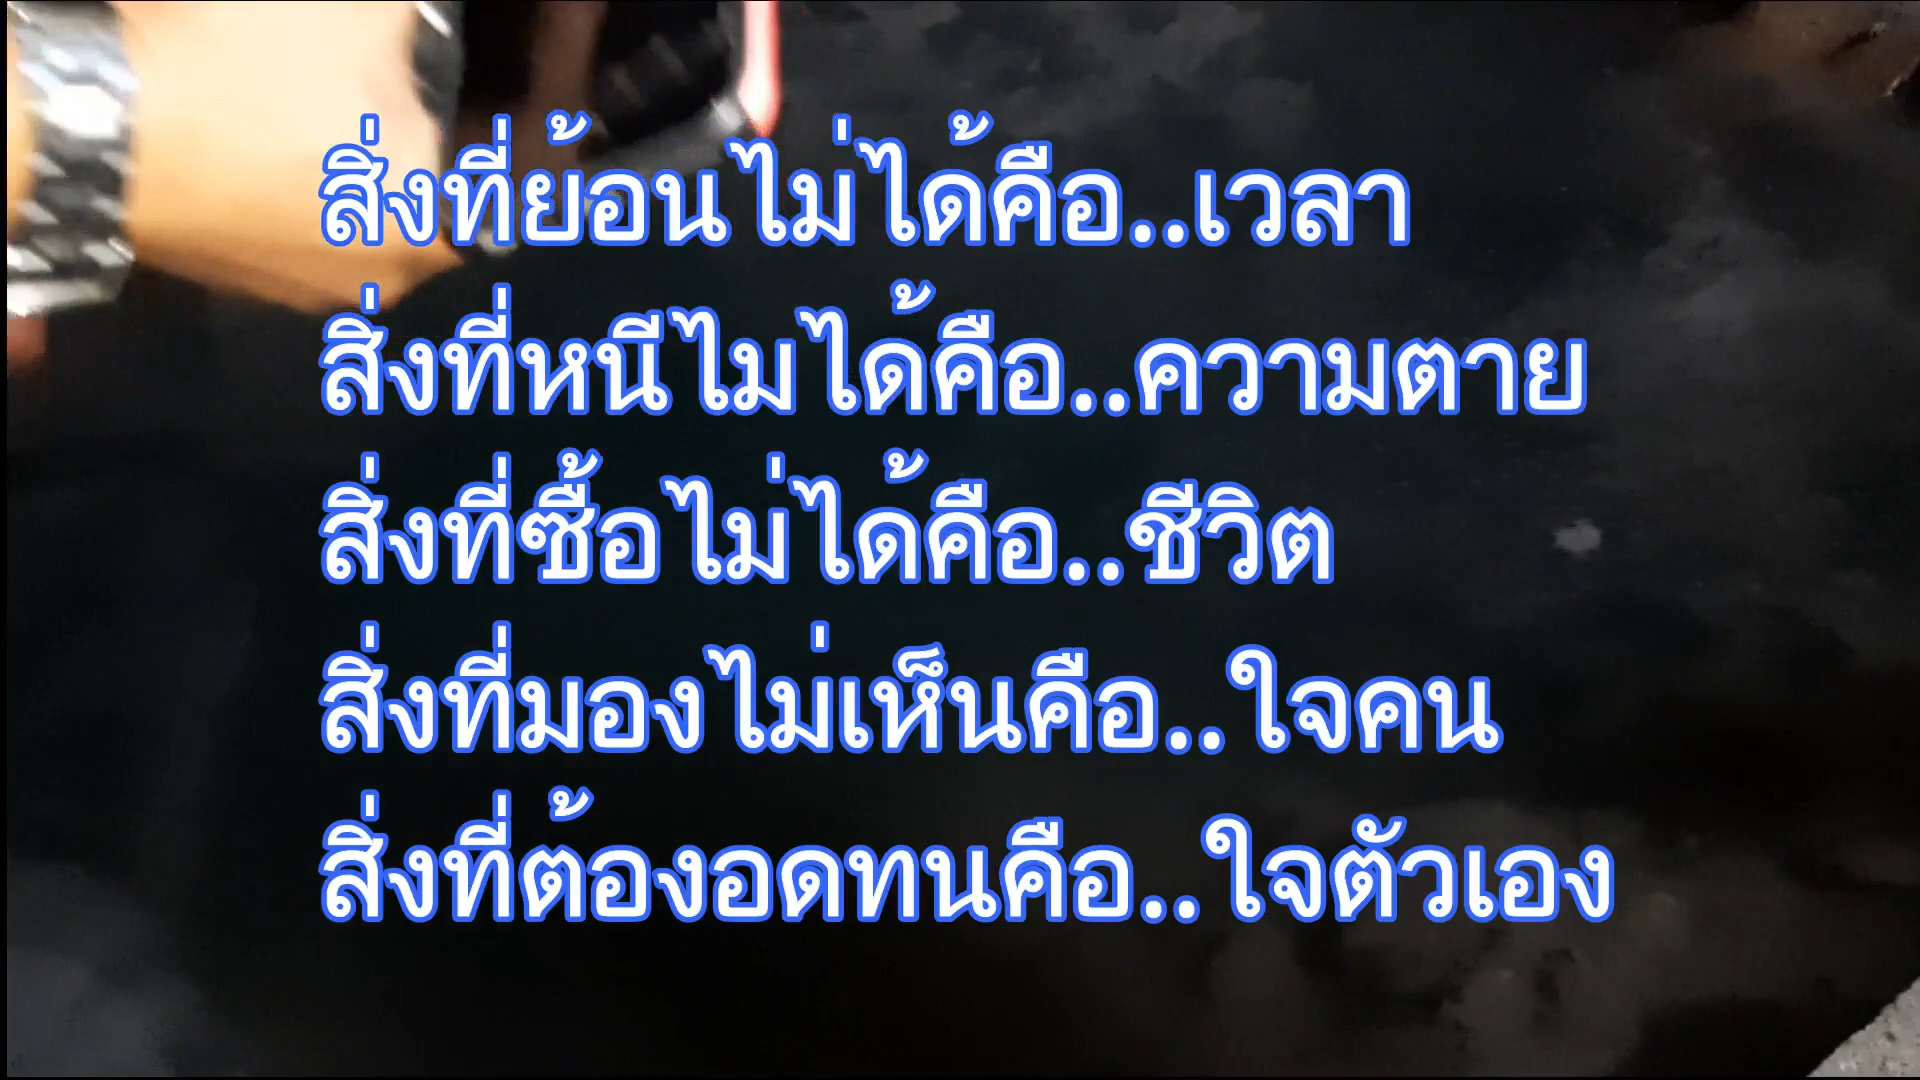 สิ่งที่ย้อนไม่ได้คือ..เวลา
สิ่งที่หนีไมได้คือ..ความตาย
สิ่งที่ซื้อไม่ได้คือ..ชีวิต
สิ่งที่มองไม่เห็นคือ..ใจคน
สิ่งที่ต้องอดทนคือ..ใจตัวเอง